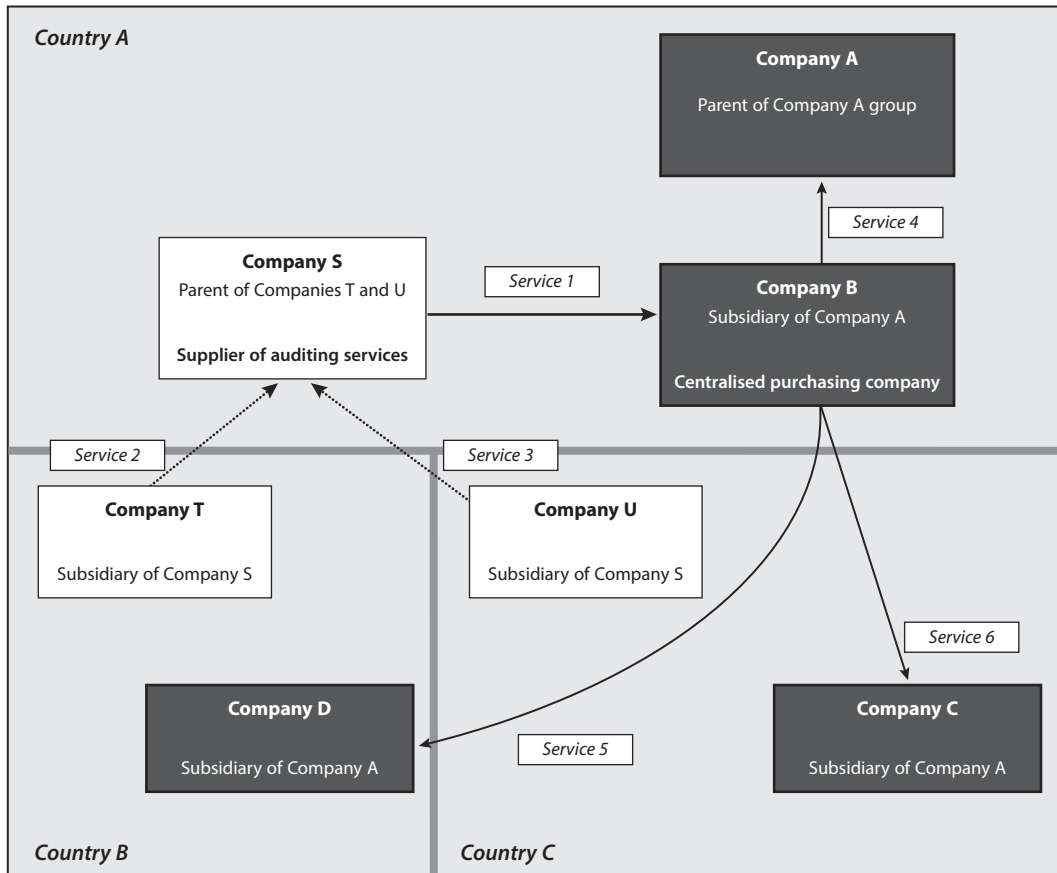 Country A
Company A
Parent of Company A group
Service 4
Company S
Parent of Companies T and U
Supplier of auditing services
Service 1
Company B
Subsidiary of Company A
Centralised purchasing company
Service 2
Service 3
Company T
Subsidiary of Company S
Company U
Subsidiary of Company S
Service 6
Company D
Subsidiary of Company A
Service 5
Company C
Subsidiary of Company A
Country B
Country C